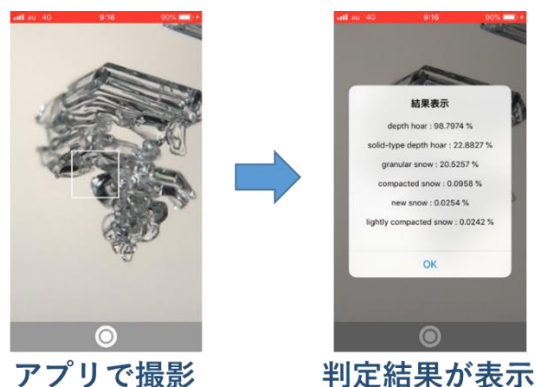 au 4G 9:16 90%
アプリで撮影
au 4G 9:16 90%
結果表示
depth hoar : 98.7974 %
solid-type depth hoar : 22.8827 %
granular snow : 20.5257 %
compacted snow : 0.0958 %
new snow : 0.0254 %
lightly compacted snow : 0.0242 %
OK
判定結果が表示